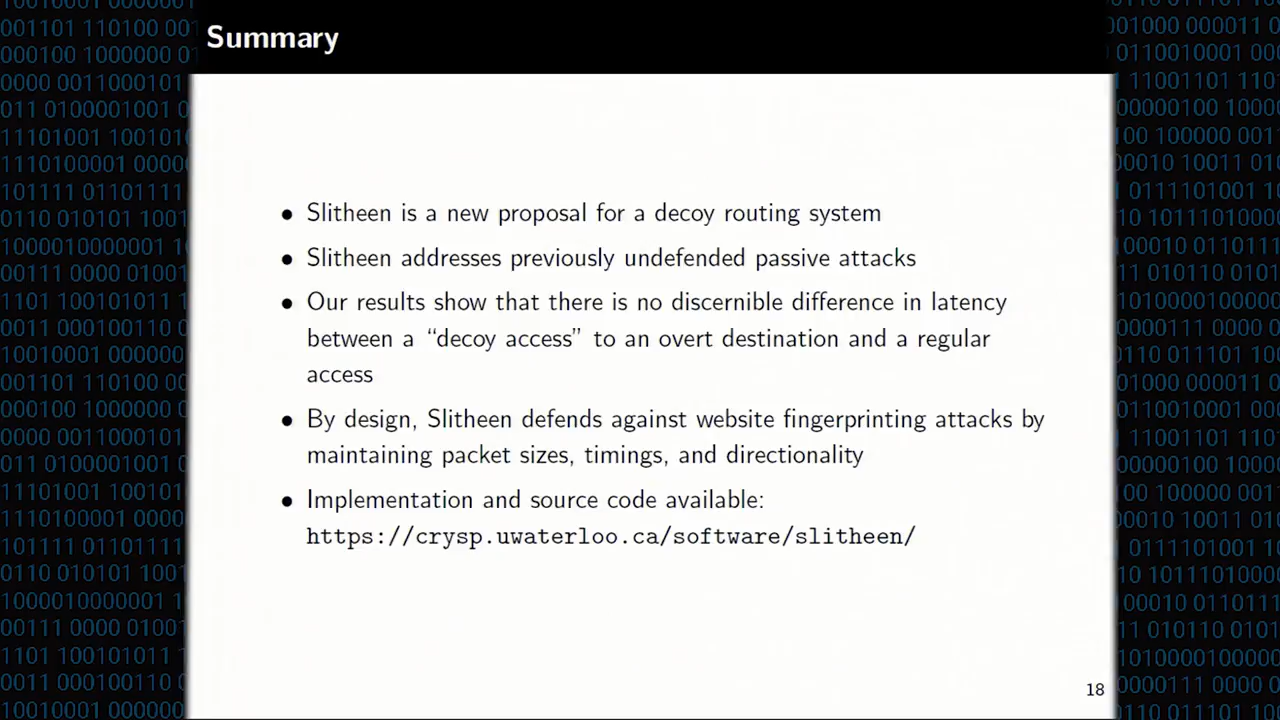 Summary
• Slitheen is a new proposal for a decoy routing system
• Slitheen addresses previously undefended passive attacks
• Our results show that there is no discernible difference in latency
between a “decoy access” to an overt destination and a regular
access
• By design, Slitheen defends against website fingerprinting attacks by
maintaining packet sizes, timings, and directionality
• Implementation and source code available:
https://crysp.uwaterloo.ca/software/slitheen/
18